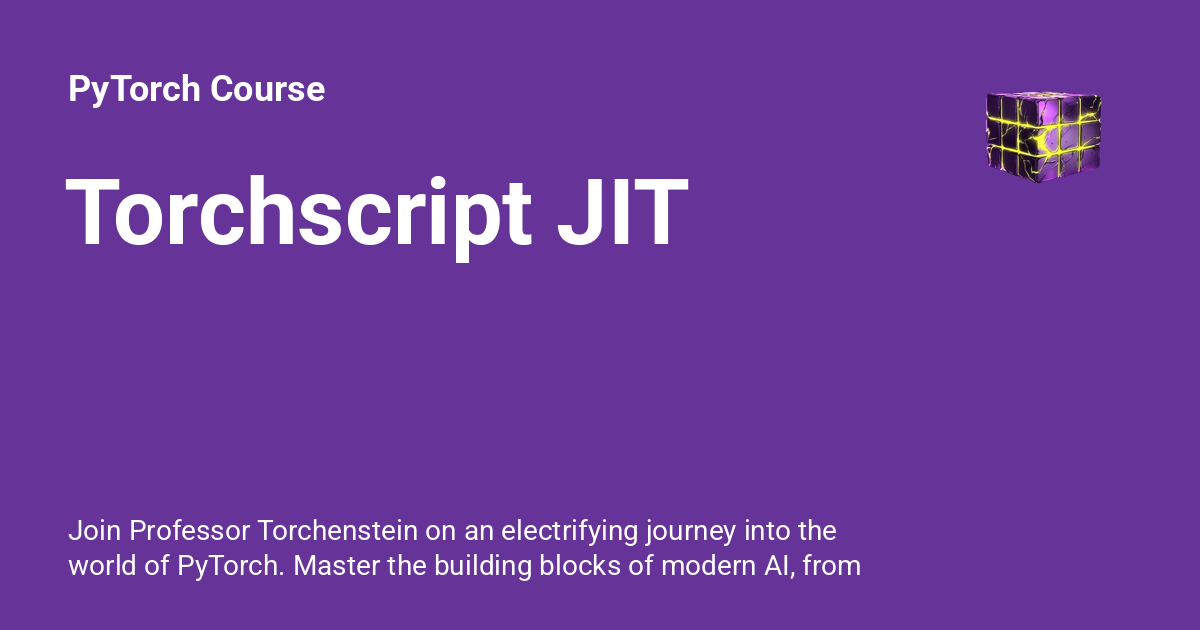 PyTorch Course
Torchscript JIT
Join Professor Torchenstein on an electrifying journey into the
world of PyTorch. Master the building blocks of modern AI, from